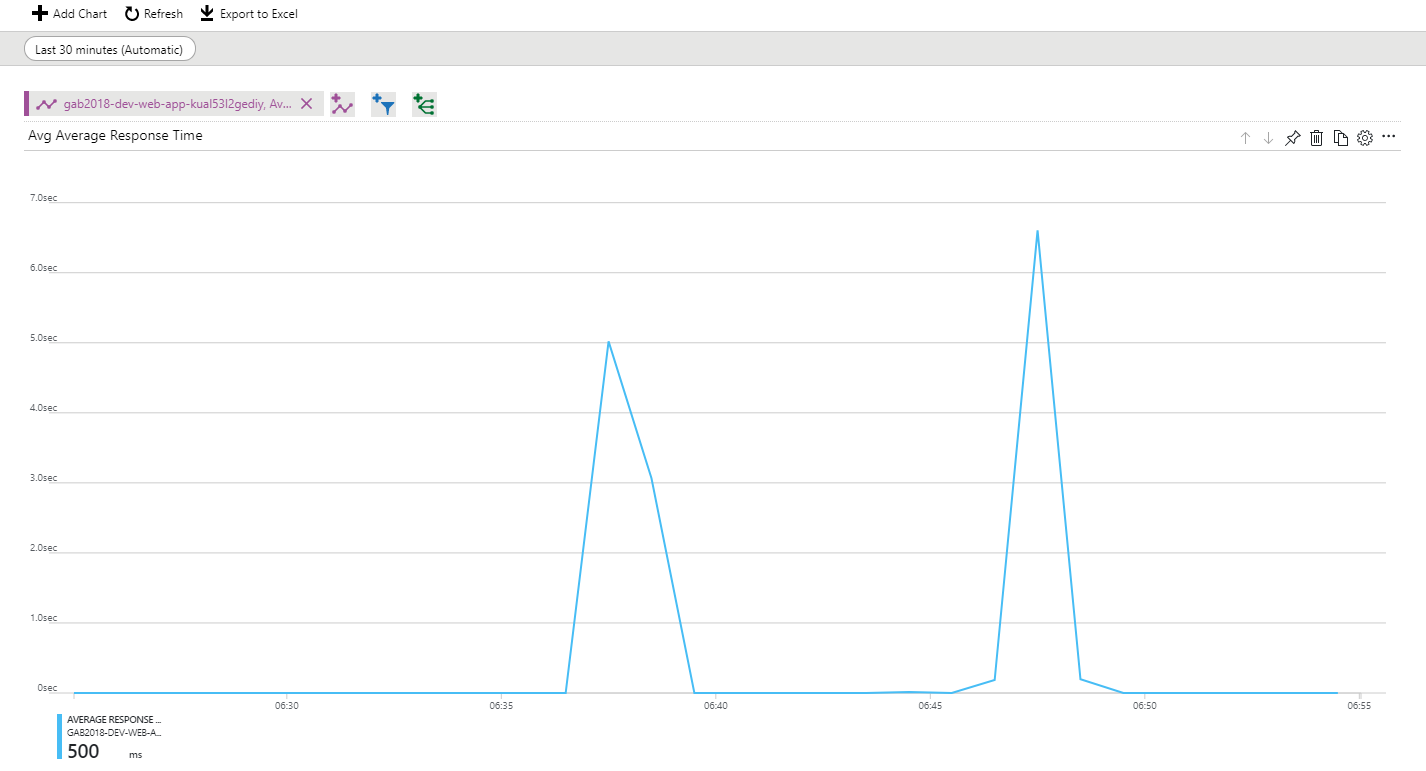 Add Chart Refresh Export to Excel
Last 30 minutes (Automatic)
gab2018-dev-web-app-kual53l2gediy, Av...
Avg Average Response Time
7.0sec
6.0sec
5.0sec
4.0sec
3.0sec
2.0sec
1.0sec
0sec
06:30 06:35 06:40 06:45 06:50 06:55
AVERAGE RESPONSE ...
GAB2018-DEV-WEB-A...
500 ms